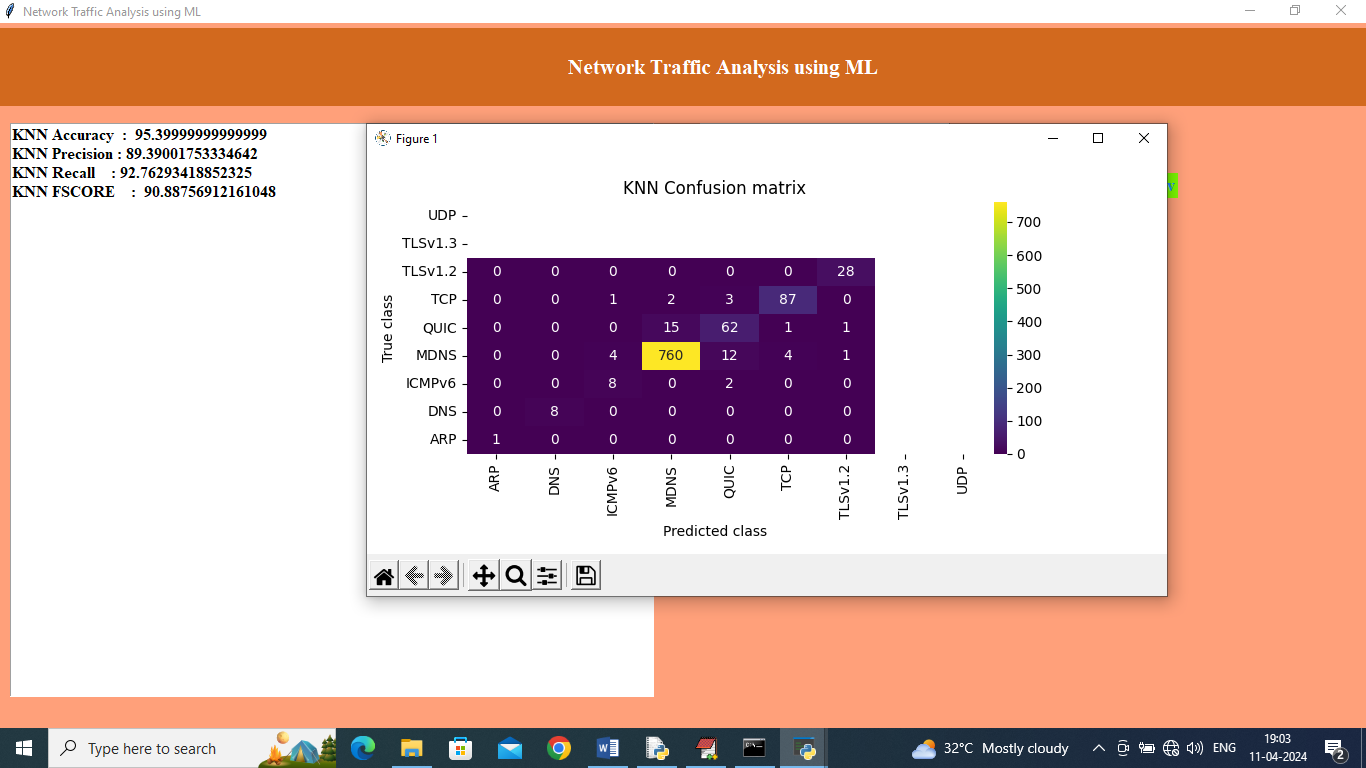 Network Traffic Analysis using ML
Network Traffic Analysis using ML
KNN Accuracy : 95.39999999999999
KNN Precision : 89.39001753334642
KNN Recall : 92.76293418852325
KNN FSCORE : 90.88756912161048
Figure 1
KNN Confusion matrix
True class
UDP
TLSv1.3
TLSv1.2 0 0 0 0 0 0 28
TCP 0 0 1 2 3 87 0
QUIC 0 0 0 15 62 1 1
MDNS 0 0 4 760 12 4 1
ICMPv6 0 0 8 0 2 0 0
DNS 0 8 0 0 0 0 0
ARP 1 0 0 0 0 0 0
ARP DNS ICMPv6 MDNS QUIC TCP TLSv1.2 TLSv1.3 UDP
Predicted class
700
600
500
400
300
200
100
0
Type here to search
32°C Mostly cloudy
ENG
19:03
11-04-2024
2